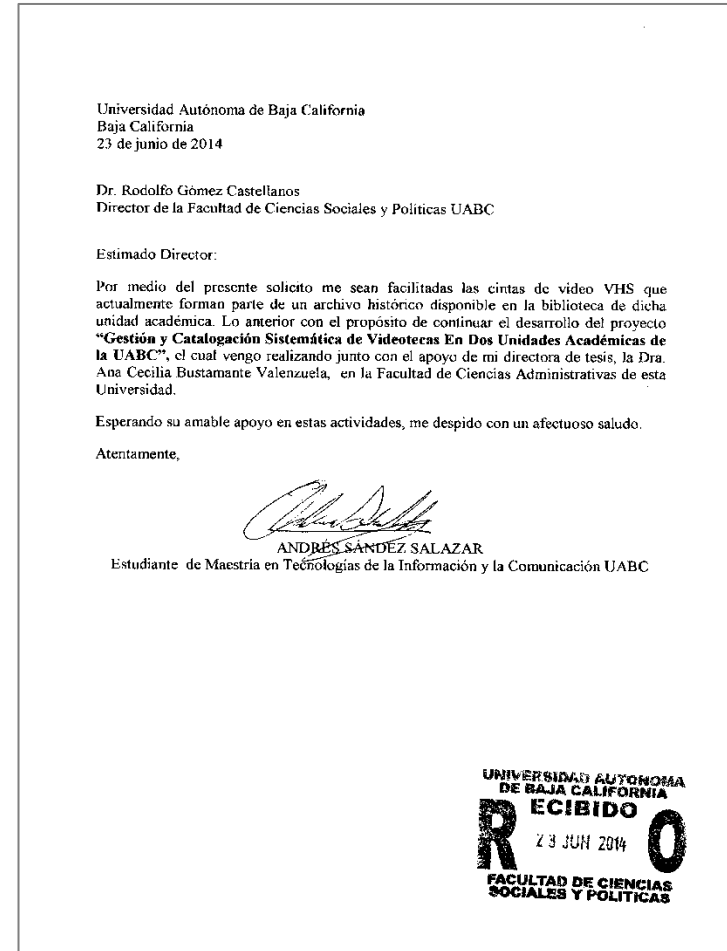 Universidad Autónoma de Baja California
Baja California
23 de junio de 2014
Dr. Rodolfo Gómez Castellanos
Director de la Facultad de Ciencias Sociales y Políticas UABC
Estimado Director:
Por medio del presente solicito me sean facilitadas las cintas de video VHS que
actualmente forman parte de un archivo histórico disponible en la biblioteca de dicha
unidad académica. Lo anterior con el propósito de continuar el desarrollo del proyecto
“Gestión y Catalogación Sistemática de Videotecas En Dos Unidades Académicas de
la UABC”, el cual vengo realizando junto con el apoyo de mi directora de tesis, la Dra.
Ana Cecilia Bustamante Valenzuela, en la Facultad de Ciencias Administrativas de esta
Universidad.
Esperando su amable apoyo en estas actividades, me despido con un afectuoso saludo.
Atentamente,
ANDRÉS SÁNDEZ SALAZAR
Estudiante de Maestría en Tecnologías de la Información y la Comunicación UABC
UNIVERSIDAD AUTONOMA
DE BAJA CALIFORNIA
RECIBIDO
23 JUN 2014
FACULTAD DE CIENCIAS
SOCIALES Y POLITICAS